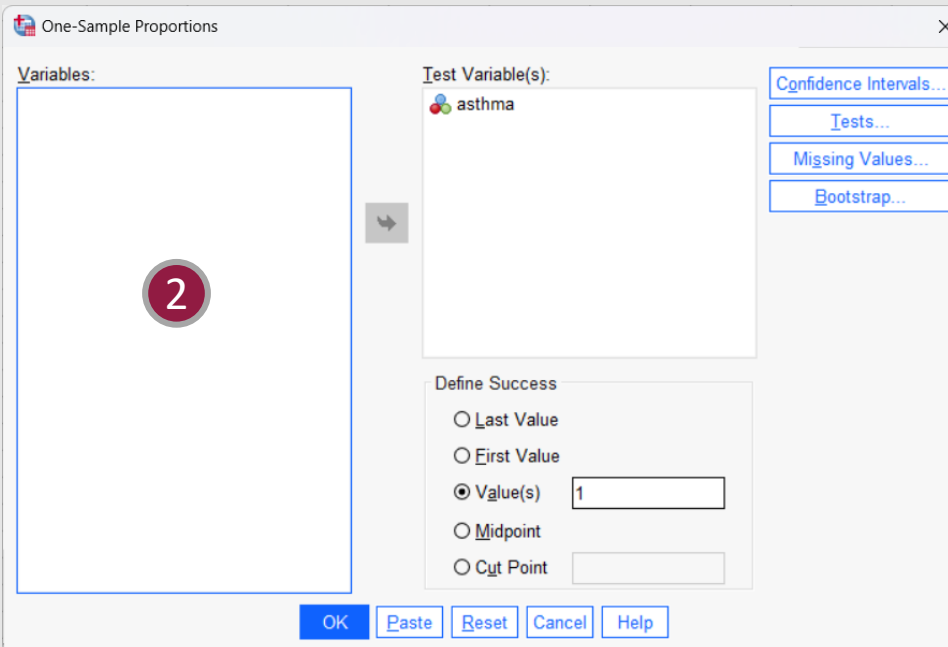 One-Sample Proportions
Variables:
Test Variable(s):
asthma
Confidence Intervals...
Tests...
Missing Values...
Bootstrap...
2
Define Success
Last Value
First Value
Value(s) 1
Midpoint
Cut Point
OK Paste Reset Cancel Help